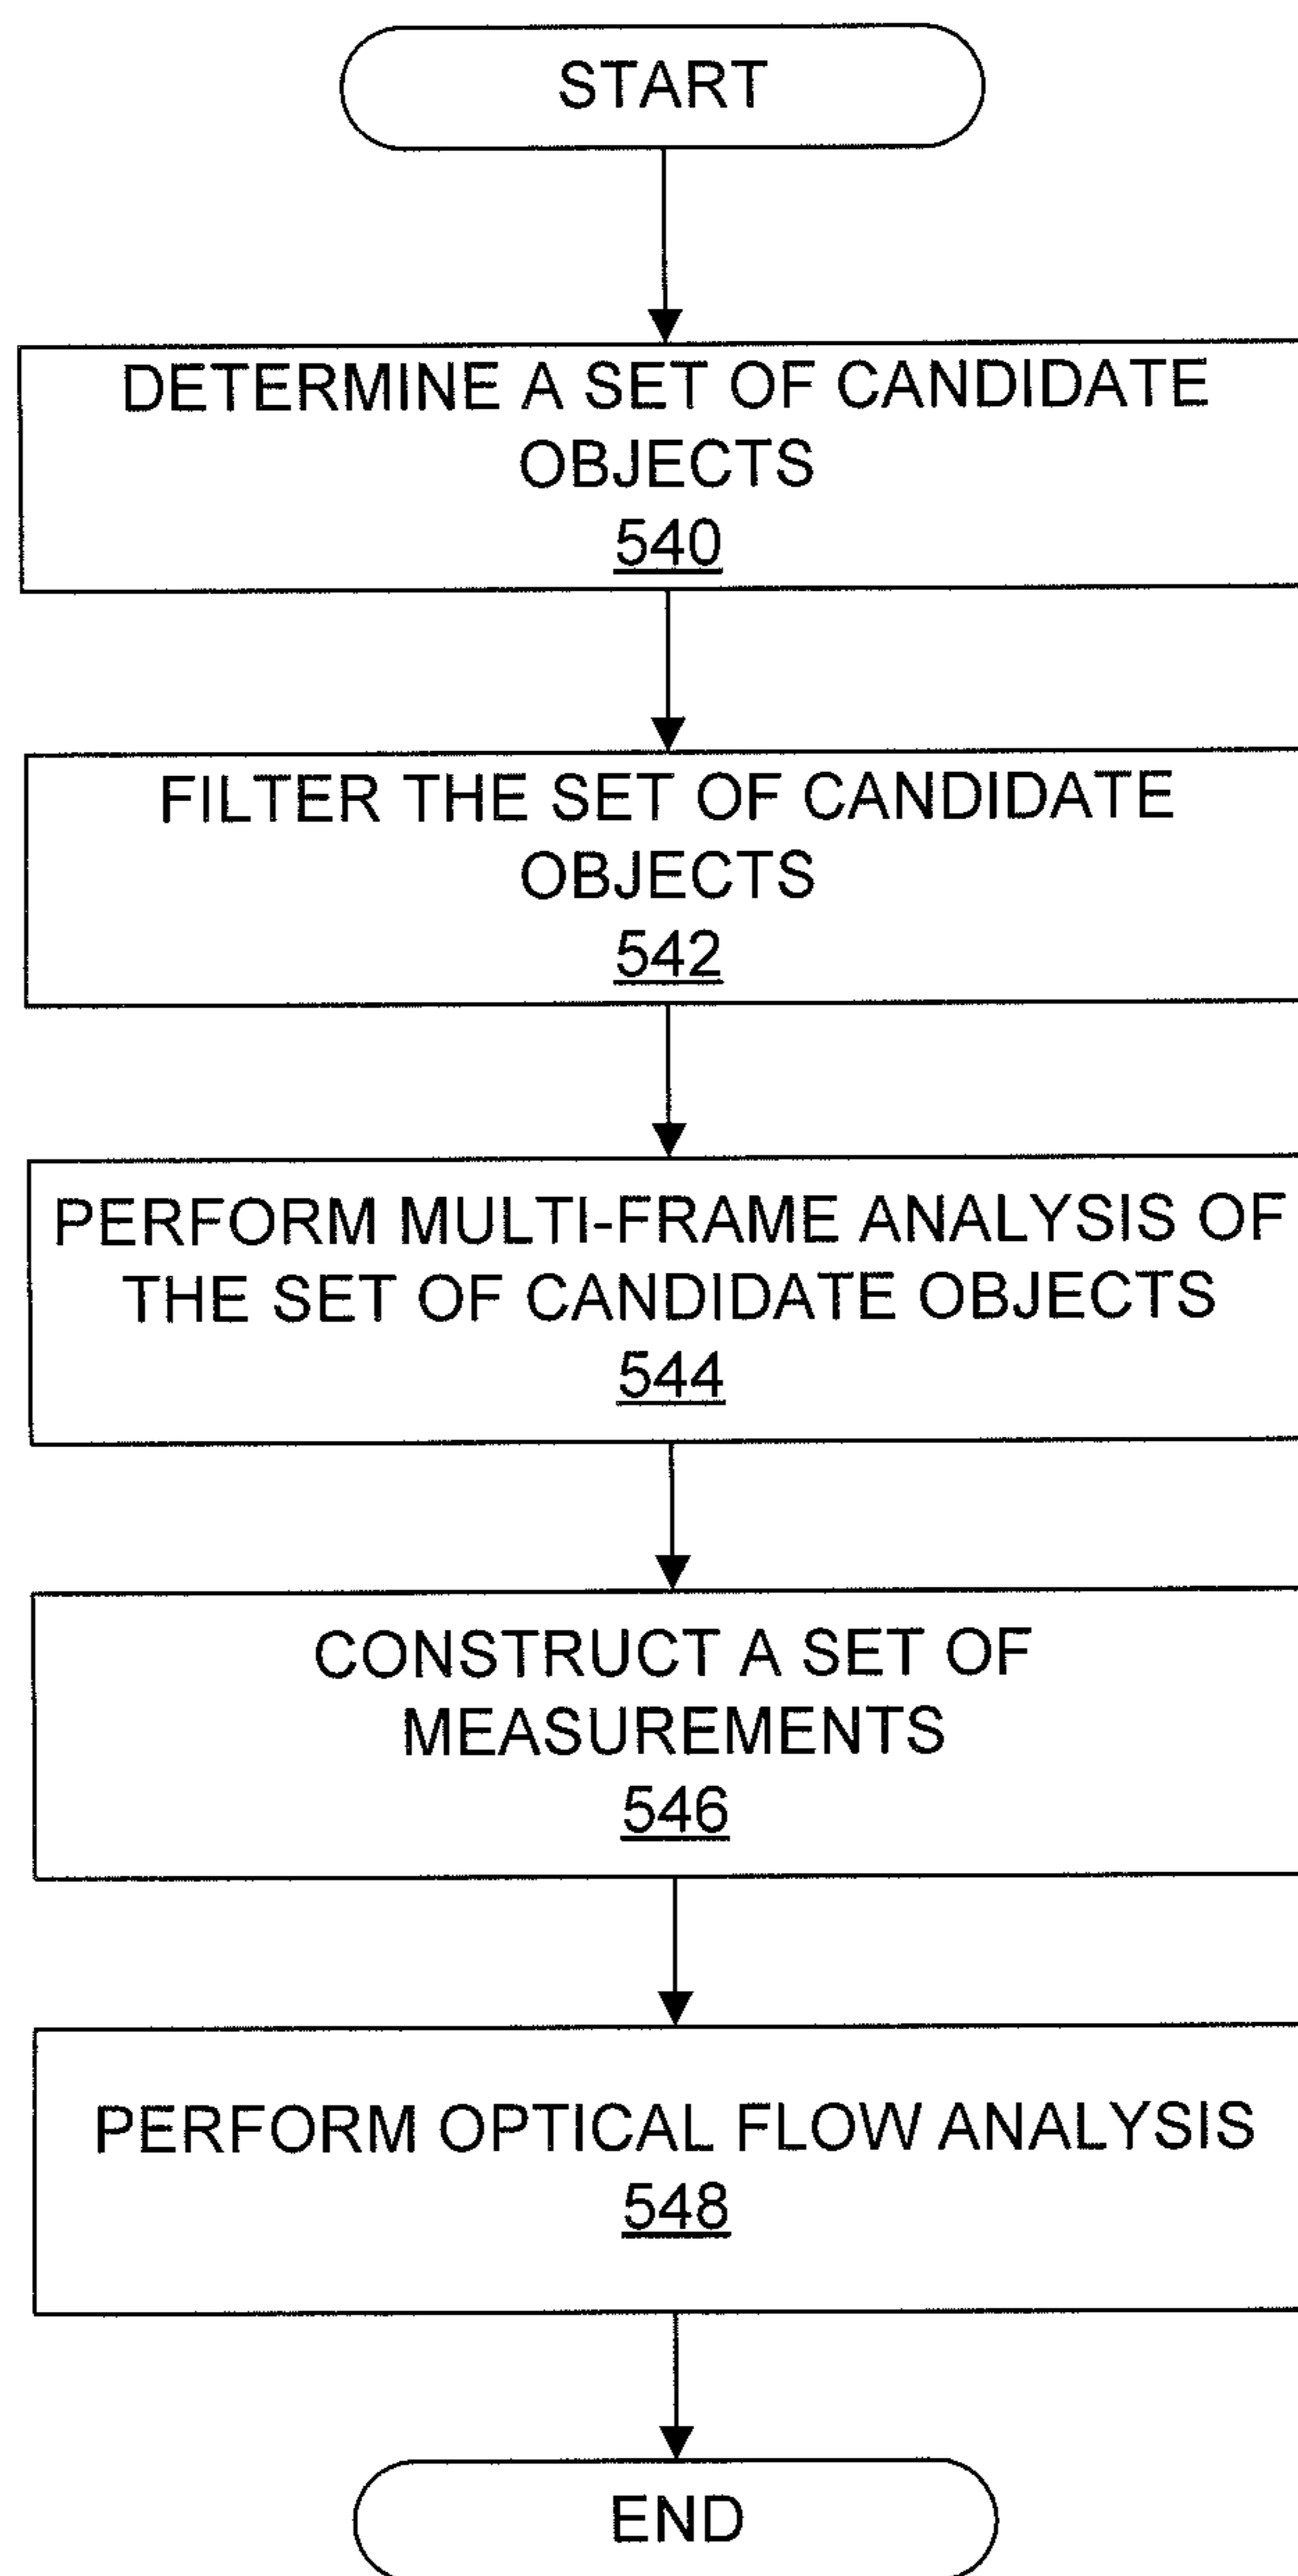 START
DETERMINE A SET OF CANDIDATE
OBJECTS
540
FILTER THE SET OF CANDIDATE
OBJECTS
542
PERFORM MULTI-FRAME ANALYSIS OF
THE SET OF CANDIDATE OBJECTS
544
CONSTRUCT A SET OF
MEASUREMENTS
546
PERFORM OPTICAL FLOW ANALYSIS
548
END